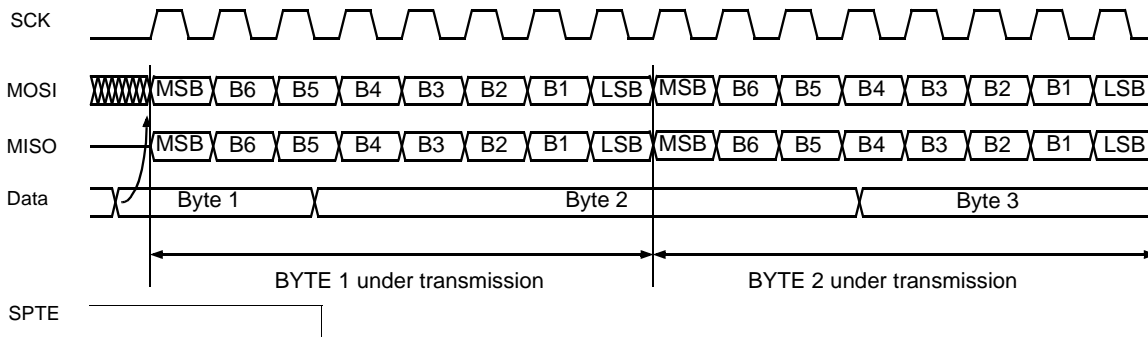 SCK
MOSI MSB B6 B5 B4 B3 B2 B1 LSB MSB B6 B5 B4 B3 B2 B1 LSB
MISO MSB B6 B5 B4 B3 B2 B1 LSB MSB B6 B5 B4 B3 B2 B1 LSB
Data Byte 1 Byte 2 Byte 3
BYTE 1 under transmission BYTE 2 under transmission
SPTE